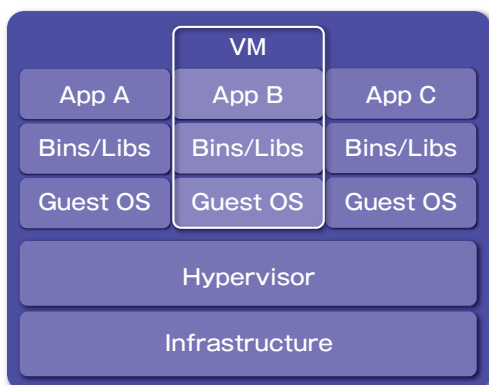 VM
App A App B App C
Bins/Libs Bins/Libs Bins/Libs
Guest OS Guest OS Guest OS
Hypervisor
Infrastructure